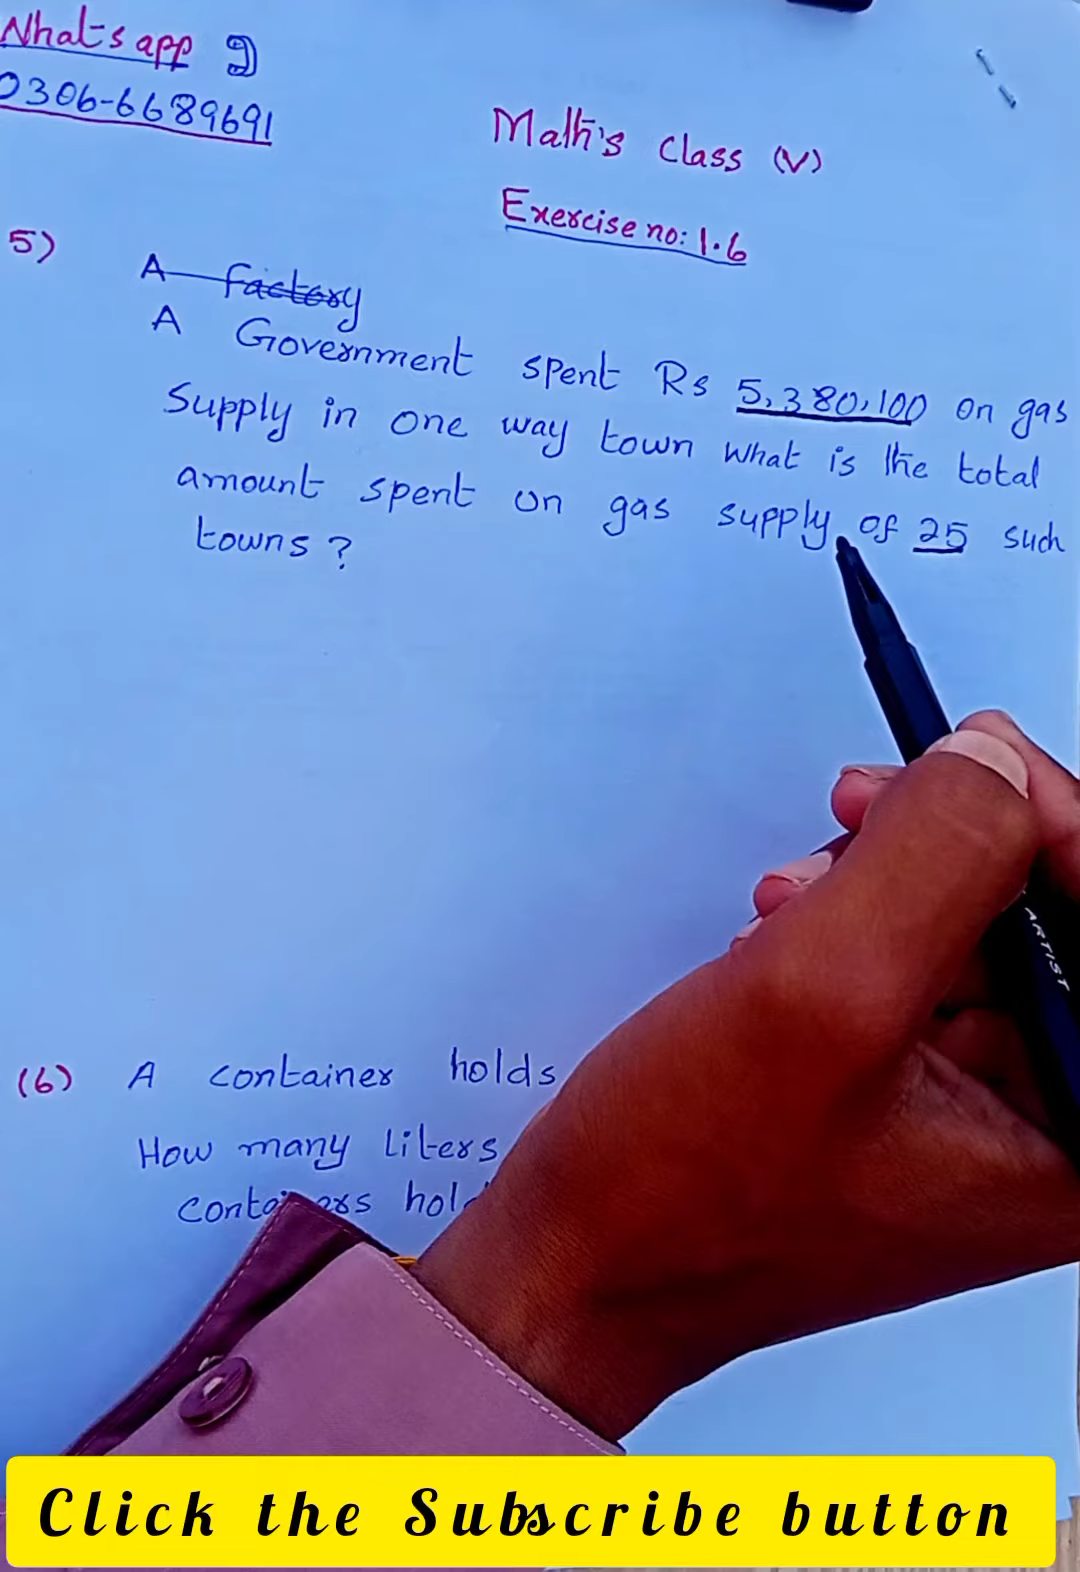 Whatsapp
0306-6689691
Math's Class (V)
Exercise no: 1.6
5)
A factory
A Government spent Rs 5,380,100 on gas
Supply in one way town what is the total
amount spent on gas supply of 25 such
towns?
(6) A container holds
How many liters
hol
ARTIST
Click the Subscribe button